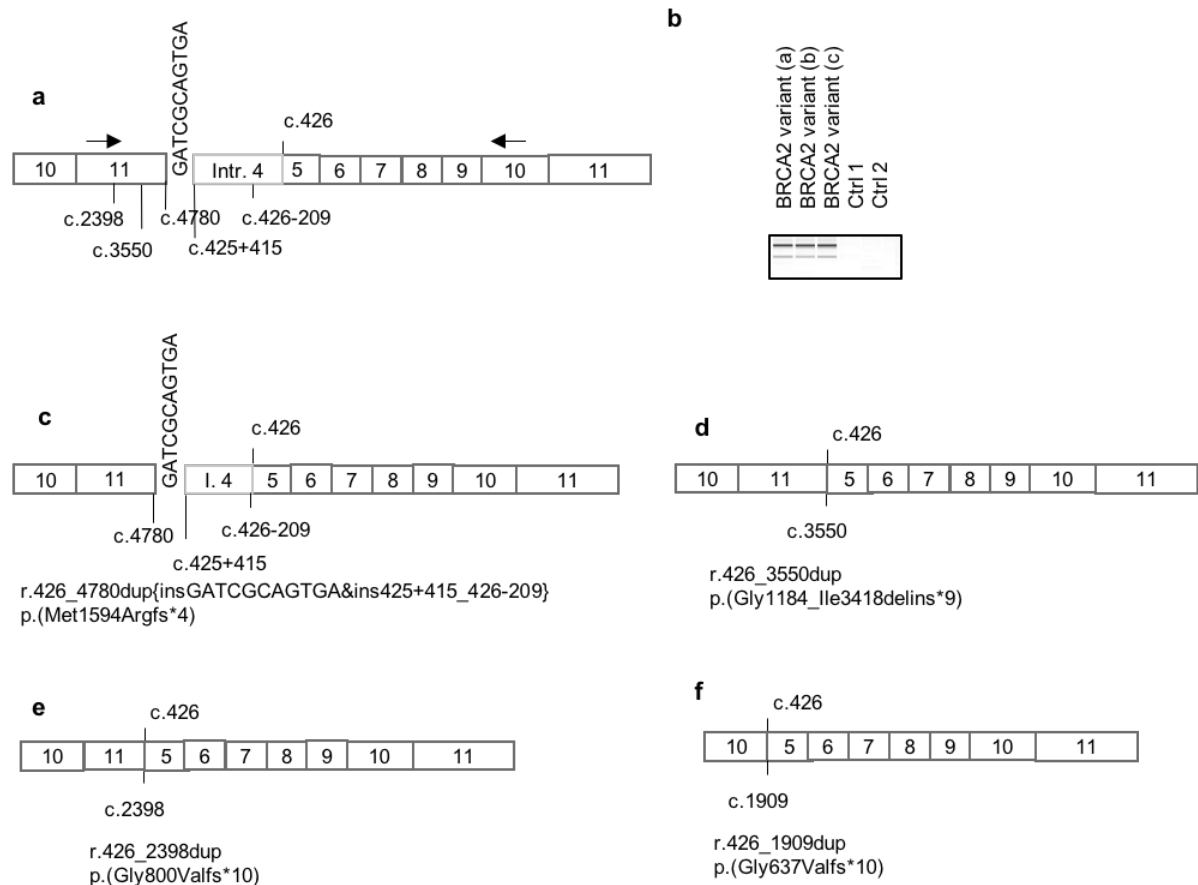 a
GATCGCAGTGA
c.426
10 11 Intr. 4 5 6 7 8 9 10 11
c.2398
c.3550
c.4780
c.425+415
c.426-209
b
BRCA2 variant (a)
BRCA2 variant (b)
BRCA2 variant (c)
Ctrl 1
Ctrl 2
c
GATCGCAGTGA
c.426
10 11 I. 4 5 6 7 8 9 10 11
c.4780
c.426-209
c.425+415
r.426_4780dup{insGATCGCAGTGA&ins425+415_426-209}
p.(Met1594Argfs*4)
d
c.426
10 11 5 6 7 8 9 10 11
c.3550
r.426_3550dup
p.(Gly1184_Ile3418delins*9)
e
c.426
10 11 5 6 7 8 9 10 11
c.2398
r.426_2398dup
p.(Gly800Valfs*10)
f
c.426
10 5 6 7 8 9 10 11
c.1909
r.426_1909dup
p.(Gly637Valfs*10)